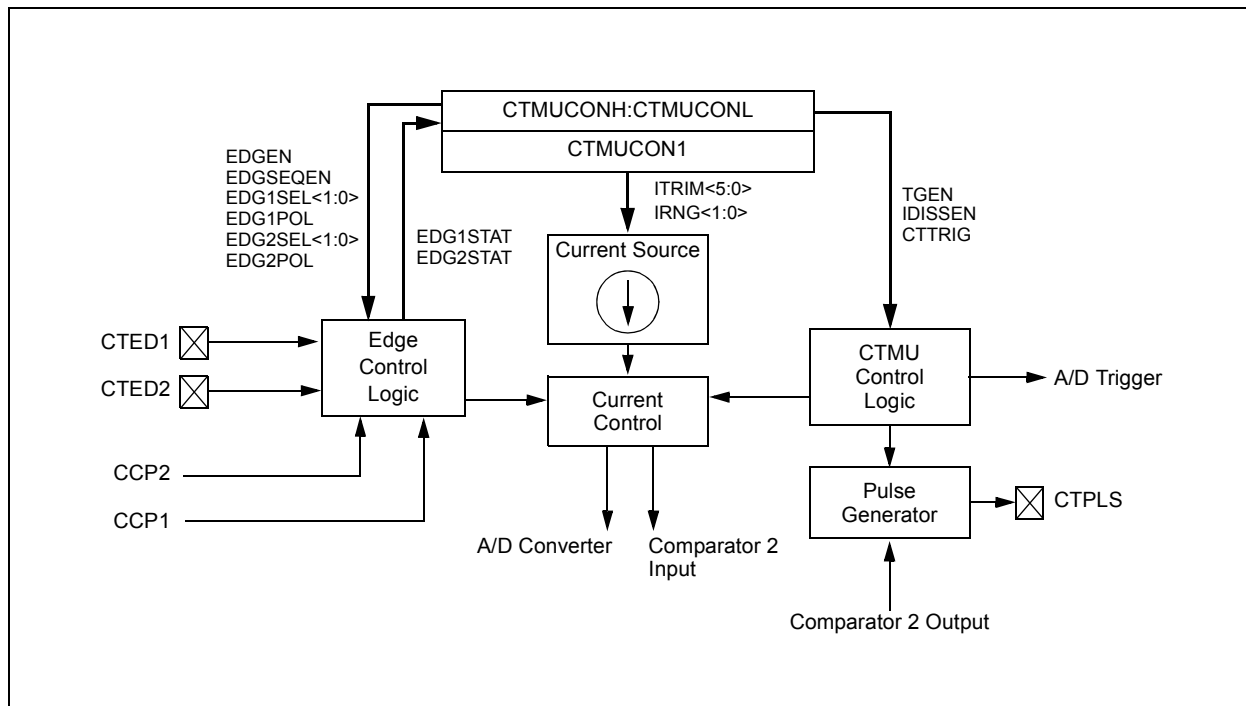 CTMUCONH:CTMUCONL
CTMUCON1
EDGEN
EDGSEQEN
EDG1SEL<1:0>
EDG1POL
EDG2SEL<1:0>
EDG2POL
EDG1STAT
EDG2STAT
ITRIM<5:0>
IRNG<1:0>
TGEN
IDISSEN
CTTRIG
Current Source
CTED1
CTED2
Edge
Control
Logic
Current
Control
CTMU
Control
Logic
A/D Trigger
CCP2
CCP1
Pulse
Generator
CTPLS
A/D Converter
Comparator 2
Input
Comparator 2 Output